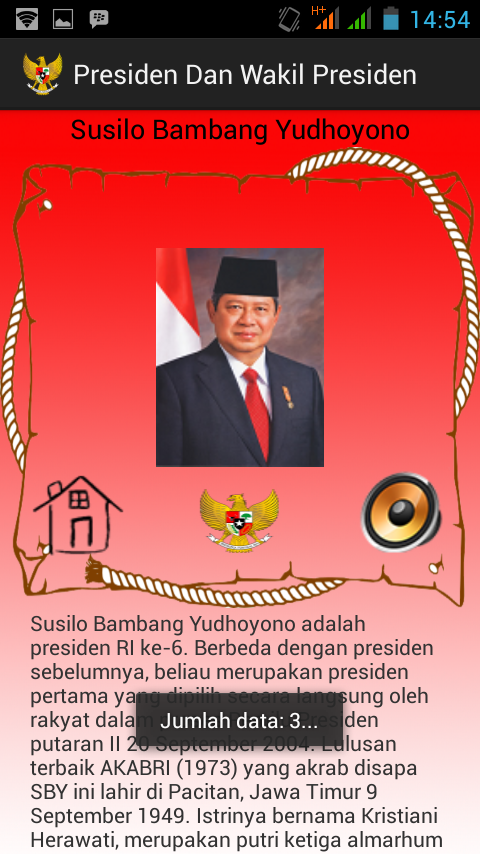 H+
14:54
Presiden Dan Wakil Presiden
Susilo Bambang Yudhoyono
Susilo Bambang Yudhoyono adalah
presiden RI ke-6. Berbeda dengan presiden
sebelumnya, beliau merupakan presiden
pertama yang dipilih secara langsung oleh
rakyat dalam Presiden
Jumlah data: 3...
putaran II 20 September 2004. Lulusan
terbaik AKABRI (1973) yang akrab disapa
SBY ini lahir di Pacitan, Jawa Timur 9
September 1949. Istrinya bernama Kristiani
Herawati, merupakan putri ketiga almarhum